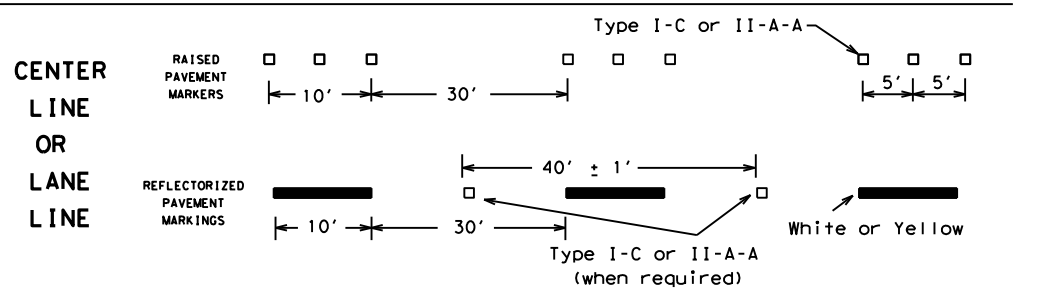 Type I-C or II-A-A
CENTER
LINE
OR
LANE
LINE
RAISED
PAVEMENT
MARKERS
10'
30'
5'
5'
40' ± 1'
REFLECTORIZED
PAVEMENT
MARKINGS
10'
30'
White or Yellow
Type I-C or II-A-A
(when required)